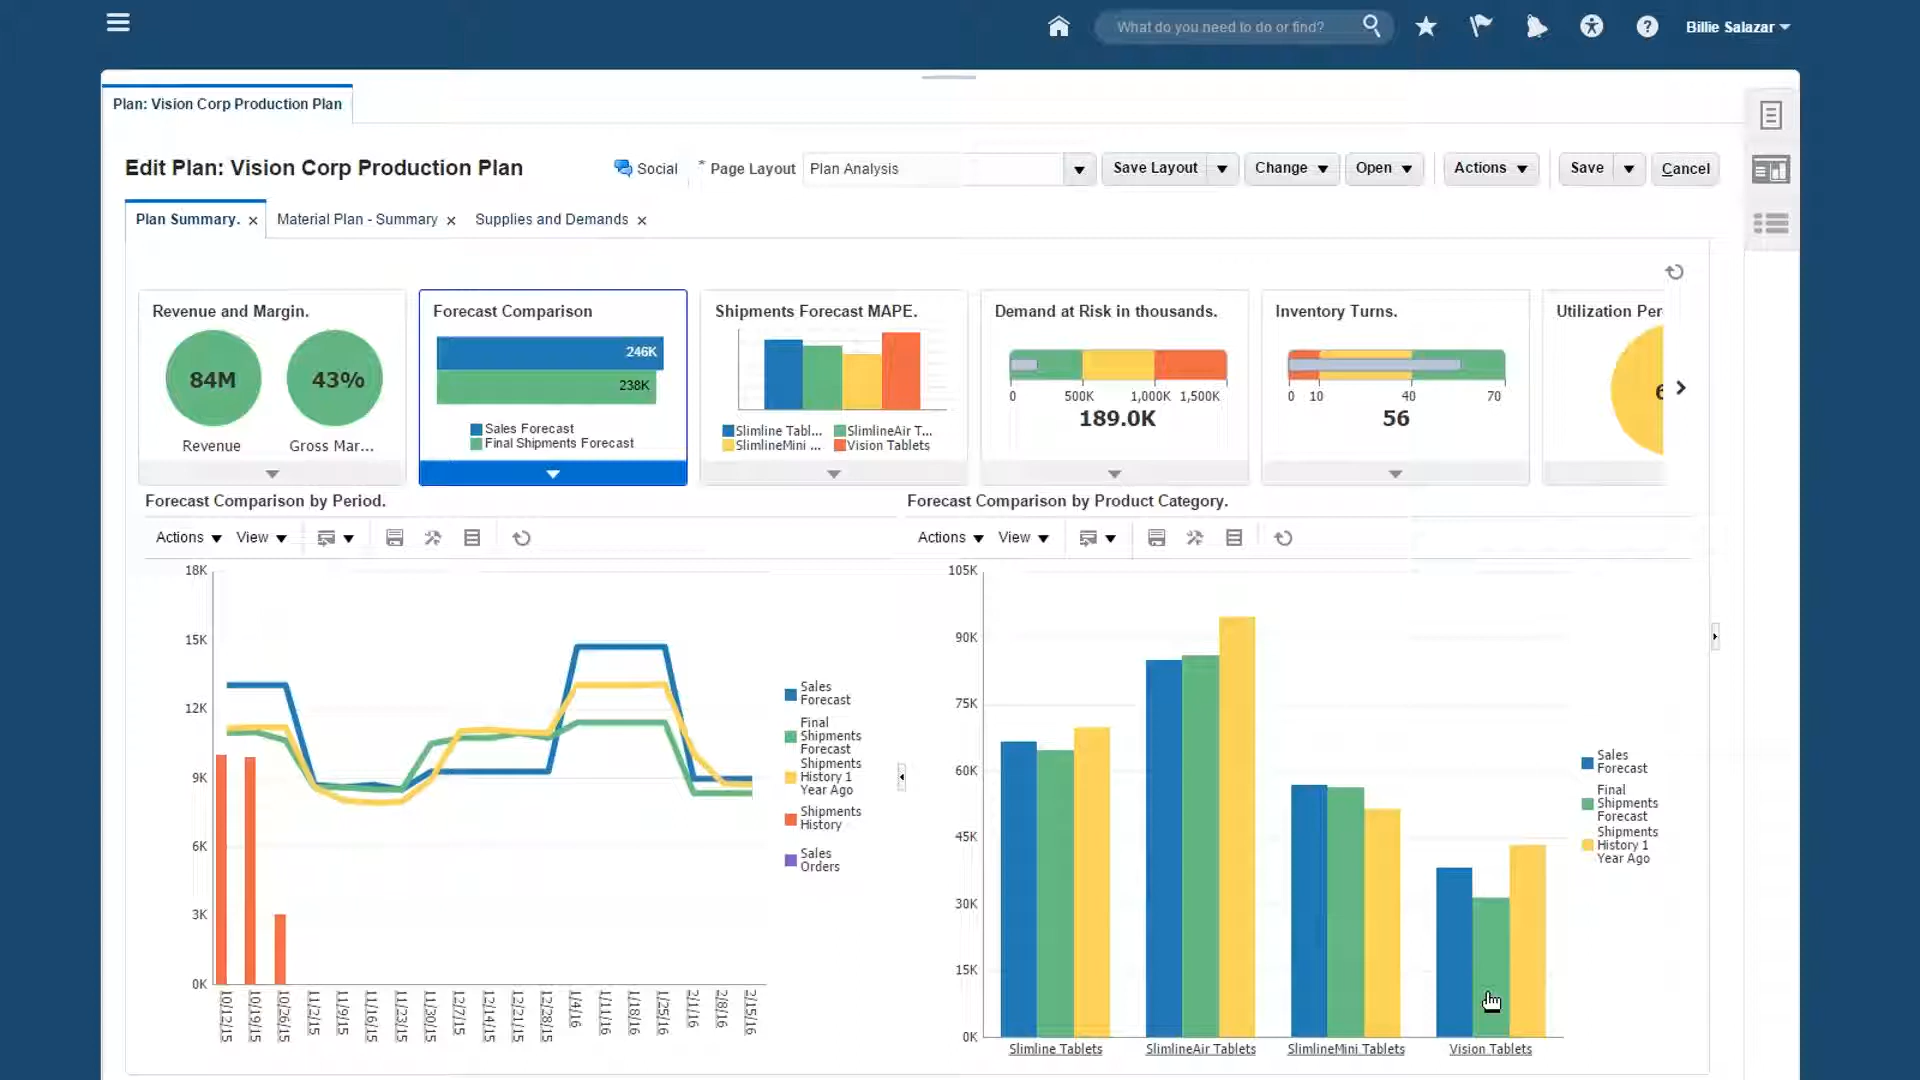 What do you need to do or find?
Billie Salazar
Plan: Vision Corp Production Plan
Edit Plan: Vision Corp Production Plan
Social
* Page Layout
Plan Analysis
Save Layout
Change
Open
Actions
Save
Cancel
Plan Summary. ×
Material Plan - Summary ×
Supplies and Demands ×
Revenue and Margin.
84M
43%
Revenue
Gross Mar...
Forecast Comparison
246K
238K
Sales Forecast
Final Shipments Forecast
Shipments Forecast MAPE.
Slimline Tabl...
SlimlineAir T...
SlimlineMini ...
Vision Tablets
Demand at Risk in thousands.
0 500K 1,000K 1,500K
189.0K
Inventory Turns.
0 10 40 70
56
Utilization Per
6
Forecast Comparison by Period.
Actions
View
18K
15K
12K
9K
6K
3K
0K
10/12/15
10/19/15
10/26/15
11/2/15
11/9/15
11/16/15
11/23/15
11/30/15
12/7/15
12/14/15
12/21/15
12/28/15
1/4/16
1/11/16
1/18/16
1/25/16
2/1/16
2/8/16
2/15/16
Sales
Forecast
Final
Shipments
Forecast
Shipments
History 1
Year Ago
Shipments
History
Sales
Orders
Forecast Comparison by Product Category.
Actions
View
105K
90K
75K
60K
45K
30K
15K
0K
Slimline Tablets
SlimlineAir Tablets
SlimlineMini Tablets
Vision Tablets
Sales
Forecast
Final
Shipments
Forecast
Shipments
History 1
Year Ago